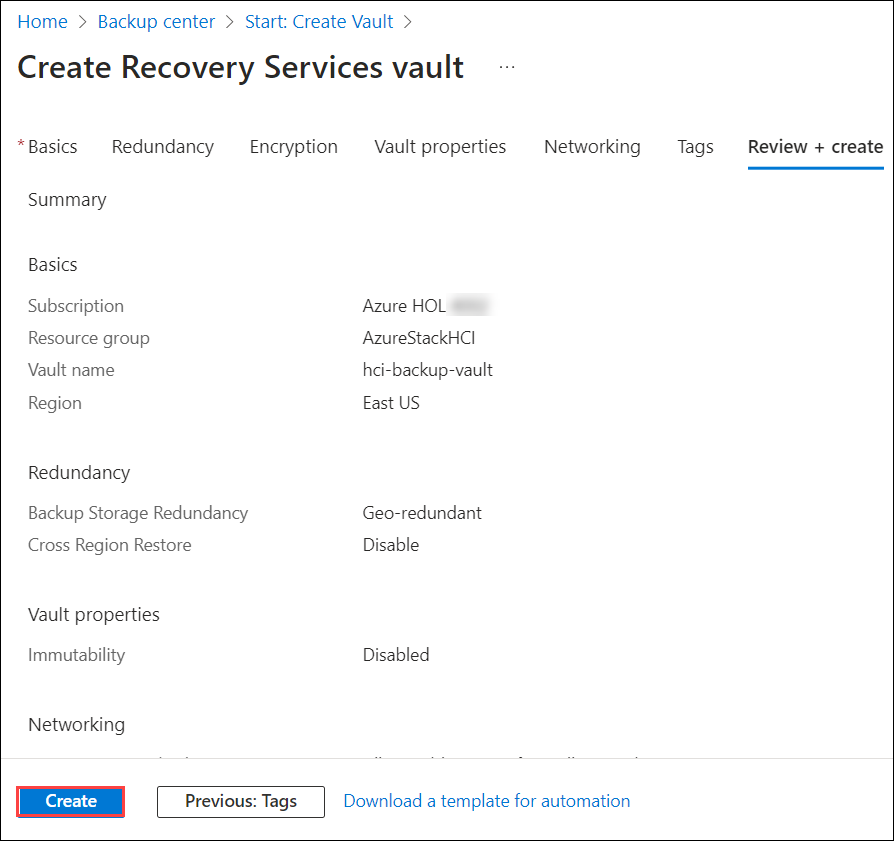 Home > Backup center > Start: Create Vault >
Create Recovery Services vault ...
* Basics Redundancy Encryption Vault properties Networking Tags Review + create
Summary
Basics
Subscription Azure HOL
Resource group AzureStackHCI
Vault name hci-backup-vault
Region East US
Redundancy
Backup Storage Redundancy Geo-redundant
Cross Region Restore Disable
Vault properties
Immutability Disabled
Networking
Create Previous: Tags Download a template for automation